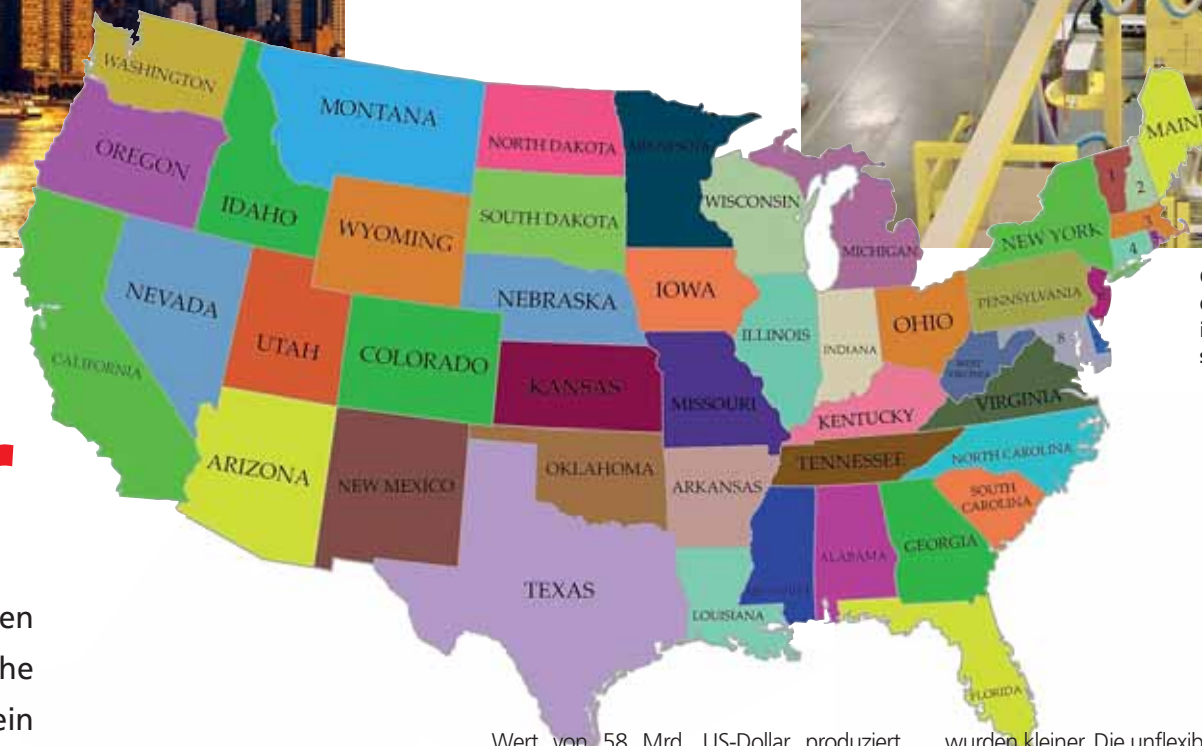 WASHINGTON
MONTANA
NORTH DAKOTA
MINNESOTA
MAINE
OREGON
IDAHO
WYOMING
SOUTH DAKOTA
WISCONSIN
MICHIGAN
1
2
3
4
NEW YORK
NEVADA
UTAH
COLORADO
NEBRASKA
IOWA
ILLINOIS
INDIANA
OHIO
PENNSYLVANIA
8
WEST
VIRGINIA
CALIFORNIA
KANSAS
MISSOURI
KENTUCKY
VIRGINIA
ARIZONA
NEW MEXICO
OKLAHOMA
ARKANSAS
TENNESSEE
NORTH CAROLINA
SOUTH
CAROLINA
TEXAS
LOUISIANA
MISSISSIPPI
ALABAMA
GEORGIA
FLORIDA
en
he
ein
Wert von 58 Mrd. US-Dollar produziert
wurden kleiner. Die unflexib